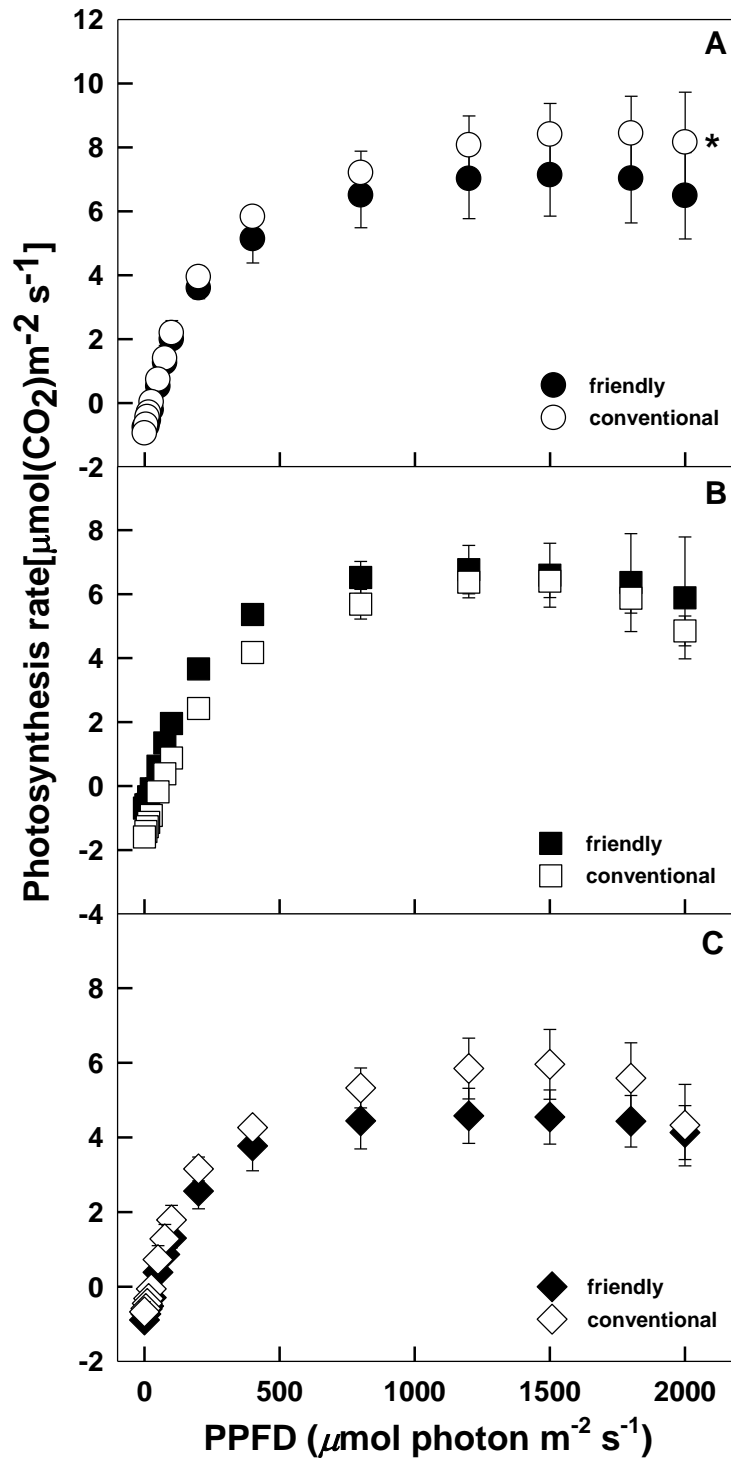 Photosynthesis rate[μmol(CO₂)m⁻² s⁻¹]
12
10
8
6
4
2
0
-2
A
*
friendly
conventional
8
6
4
2
0
-2
-4
B
friendly
conventional
8
6
4
2
0
-2
C
friendly
conventional
0 500 1000 1500 2000
PPFD (μmol photon m⁻² s⁻¹)